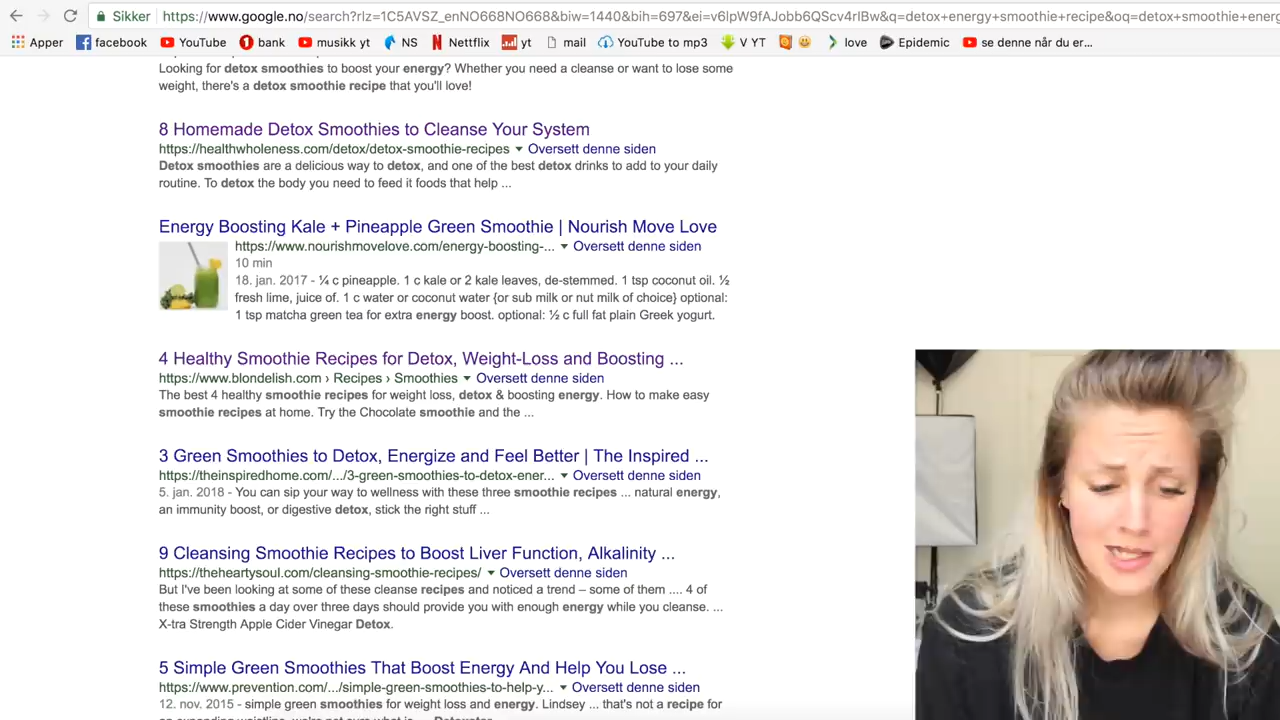 Sikker https://www.google.no/search?rlz=1C5AVSZ_enNO668NO668&biw=1440&bih=697&ei=v6lpW9fAJobb6QScv4rIBw&q=detox+energy+smoothie+recipe&oq=detox+smoothie+energ
Apper facebook YouTube bank musikk yt NS Nettflix yt mail YouTube to mp3 V YT love Epidemic se denne når du er...
Looking for detox smoothies to boost your energy? Whether you need a cleanse or want to lose some
weight, there's a detox smoothie recipe that you'll love!
8 Homemade Detox Smoothies to Cleanse Your System
https://healthwholeness.com/detox/detox-smoothie-recipes Oversett denne siden
Detox smoothies are a delicious way to detox, and one of the best detox drinks to add to your daily
routine. To detox the body you need to feed it foods that help ...
Energy Boosting Kale + Pineapple Green Smoothie | Nourish Move Love
https://www.nourishmovelove.com/energy-boosting-... Oversett denne siden
10 min
18. jan. 2017 - ¼ c pineapple. 1 c kale or 2 kale leaves, de-stemmed. 1 tsp coconut oil. ½
fresh lime, juice of. 1 c water or coconut water {or sub milk or nut milk of choice} optional:
1 tsp matcha green tea for extra energy boost. optional: ½ c full fat plain Greek yogurt.
4 Healthy Smoothie Recipes for Detox, Weight-Loss and Boosting ...
https://www.blondelish.com › Recipes › Smoothies Oversett denne siden
The best 4 healthy smoothie recipes for weight loss, detox & boosting energy. How to make easy
smoothie recipes at home. Try the Chocolate smoothie and the ...
3 Green Smoothies to Detox, Energize and Feel Better | The Inspired ...
https://theinspiredhome.com/.../3-green-smoothies-to-detox-ener... Oversett denne siden
5. jan. 2018 - You can sip your way to wellness with these three smoothie recipes ... natural energy,
an immunity boost, or digestive detox, stick the right stuff ...
9 Cleansing Smoothie Recipes to Boost Liver Function, Alkalinity ...
https://theheartysoul.com/cleansing-smoothie-recipes/ Oversett denne siden
But I've been looking at some of these cleanse recipes and noticed a trend – some of them .... 4 of
these smoothies a day over three days should provide you with enough energy while you cleanse. ...
X-tra Strength Apple Cider Vinegar Detox.
5 Simple Green Smoothies That Boost Energy And Help You Lose ...
https://www.prevention.com/.../simple-green-smoothies-to-help-y... Oversett denne siden
12. nov. 2015 - simple green smoothies for weight loss and energy. Lindsey ... that's not a recipe for